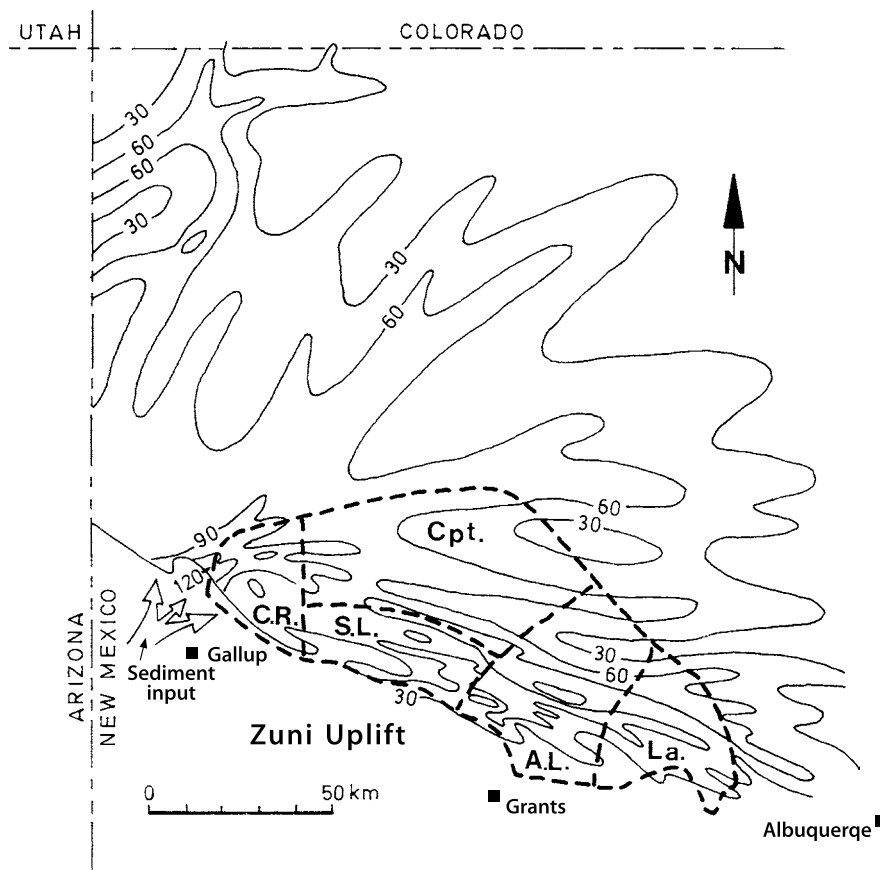 UTAH
COLORADO
30
60
60
30
30
60
N
60
30
90
Cpt.
120
C.R.
S.L.
ARIZONA
NEW MEXICO
Gallup
Sediment
input
30
60
30
Zuni Uplift
A.L.
La.
0
50 km
Grants
Albuquerqe